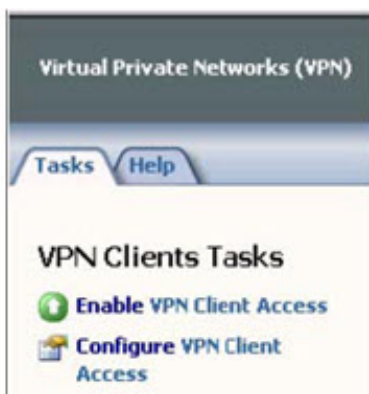 Virtual Private Networks (VPN)
Tasks
Help
VPN Clients Tasks
Enable VPN Client Access
Configure VPN Client
Access